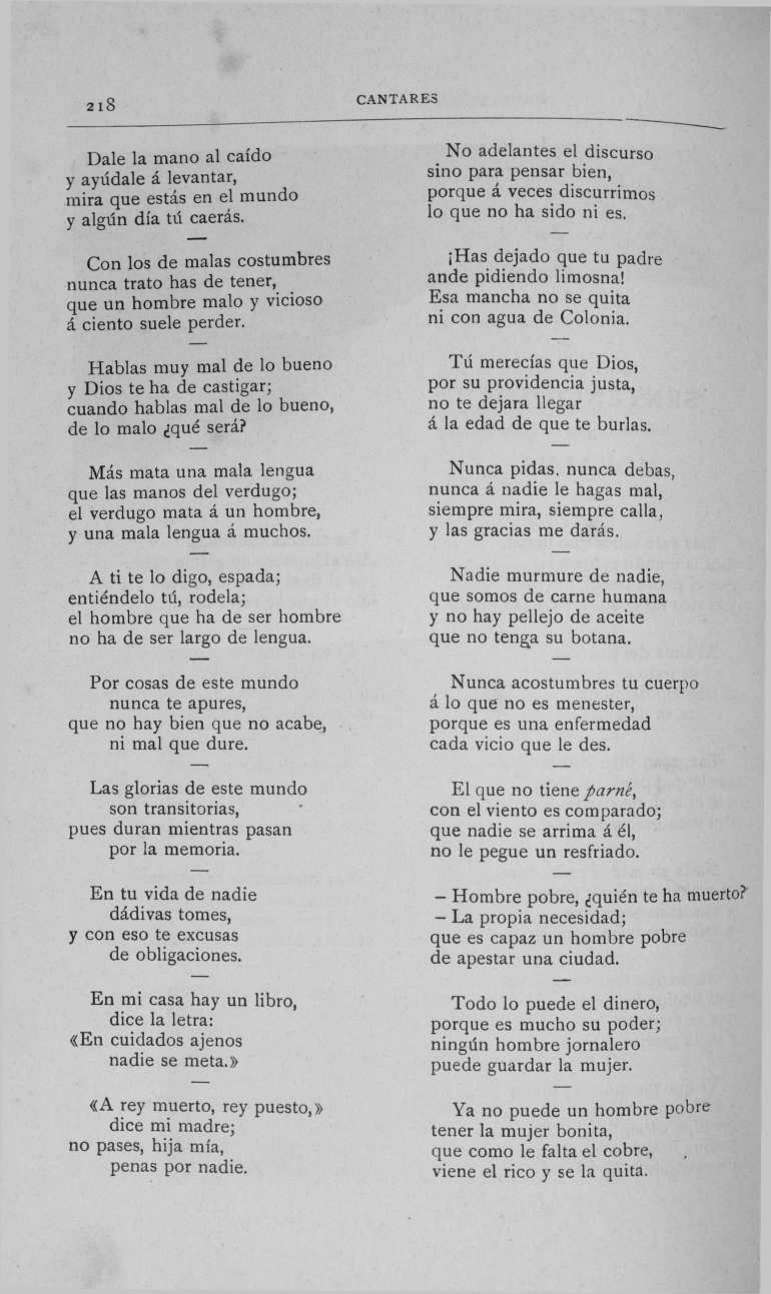 218
CANTARES
Dale la mano al caído
y ayúdale á levantar,
mira que estás en el mundo
y algún día tú caerás.
Con los de malas costumbres
nunca trato has de tener,
que un hombre malo y vicioso
á ciento suele perder.
Hablas muy mal de lo bueno
y Dios te ha de castigar;
cuando hablas mal de lo bueno,
de lo malo ¿qué será?
Más mata una mala lengua
que las manos del verdugo;
el verdugo mata á un hombre,
y una mala lengua á muchos.
A ti te lo digo, espada;
entiéndelo tú, rodela;
el hombre que ha de ser hombre
no ha de ser largo de lengua.
Por cosas de este mundo
nunca te apures,
que no hay bien que no acabe,
ni mal que dure.
Las glorias de este mundo
son transitorias,
pues duran mientras pasan
por la memoria.
En tu vida de nadie
dádivas tomes,
y con eso te excusas
de obligaciones.
En mi casa hay un libro,
dice la letra:
«En cuidados ajenos
nadie se meta.»
«A rey muerto, rey puesto,»
dice mi madre;
no pases, hija mía,
penas por nadie.
No adelantes el discurso
sino para pensar bien,
porque á veces discurrimos
lo que no ha sido ni es.
¡Has dejado que tu padre
ande pidiendo limosna!
Esa mancha no se quita
ni con agua de Colonia.
Tú merecías que Dios,
por su providencia justa,
no te dejara llegar
á la edad de que te burlas.
Nunca pidas, nunca debas,
nunca á nadie le hagas mal,
siempre mira, siempre calla,
y las gracias me darás.
Nadie murmure de nadie,
que somos de carne humana
y no hay pellejo de aceite
que no tenga su botana.
Nunca acostumbres tu cuerpo
á lo que no es menester,
porque es una enfermedad
cada vicio que le des.
El que no tiene parné,
con el viento es comparado;
que nadie se arrima á él,
no le pegue un resfriado.
– Hombre pobre, ¿quién te ha muerto?
– La propia necesidad;
que es capaz un hombre pobre
de apestar una ciudad.
Todo lo puede el dinero,
porque es mucho su poder;
ningún hombre jornalero
puede guardar la mujer.
Ya no puede un hombre pobre
tener la mujer bonita,
que como le falta el cobre,
viene el rico y se la quita.